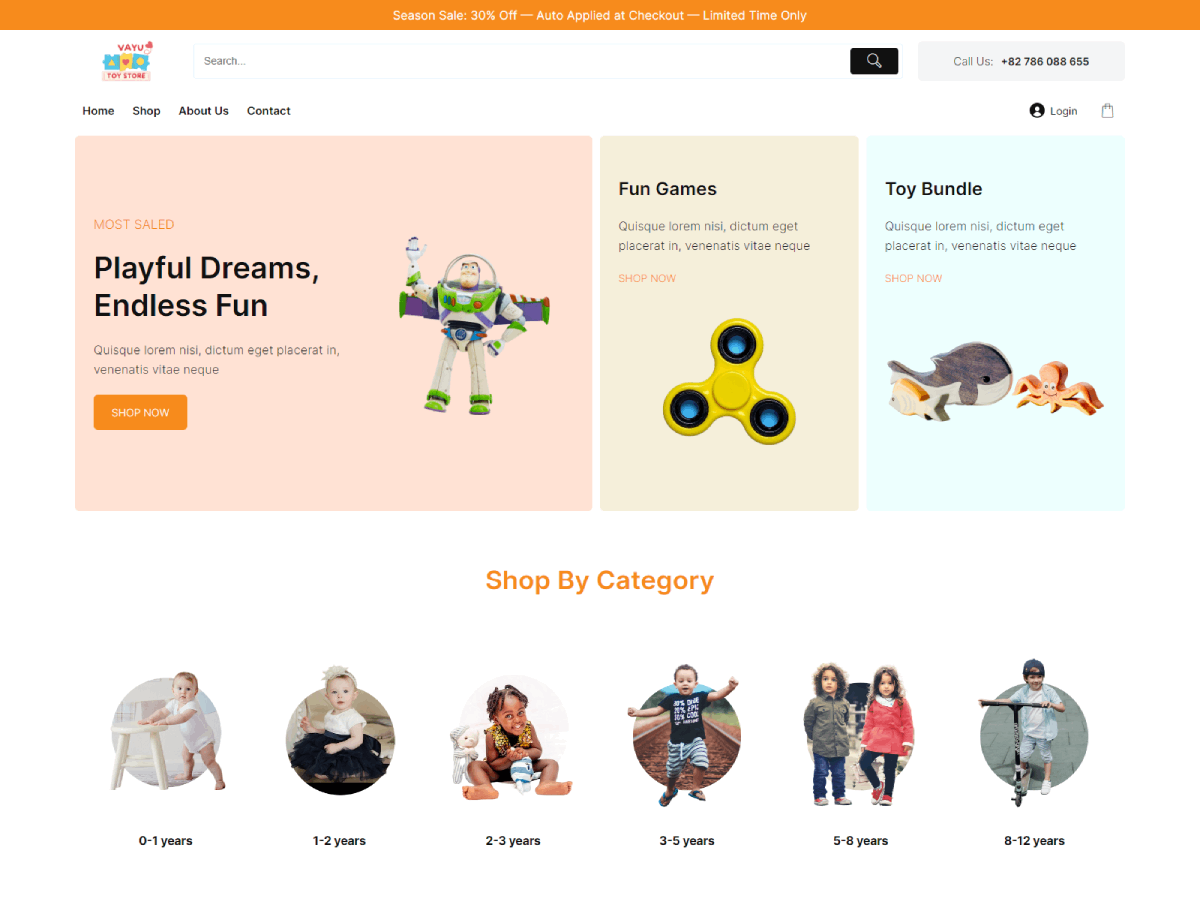 Season Sale: 30% Off — Auto Applied at Checkout — Limited Time Only
VAYU
TOY STORE
Search...
Call Us: +82 786 088 655
Home
Shop
About Us
Contact
Login
MOST SALED
Playful Dreams,
Endless Fun
Quisque lorem nisi, dictum eget placerat in,
venenatis vitae neque
SHOP NOW
Fun Games
Quisque lorem nisi, dictum eget
placerat in, venenatis vitae neque
SHOP NOW
Toy Bundle
Quisque lorem nisi, dictum eget
placerat in, venenatis vitae neque
SHOP NOW
Shop By Category
0-1 years
1-2 years
2-3 years
3-5 years
5-8 years
8-12 years